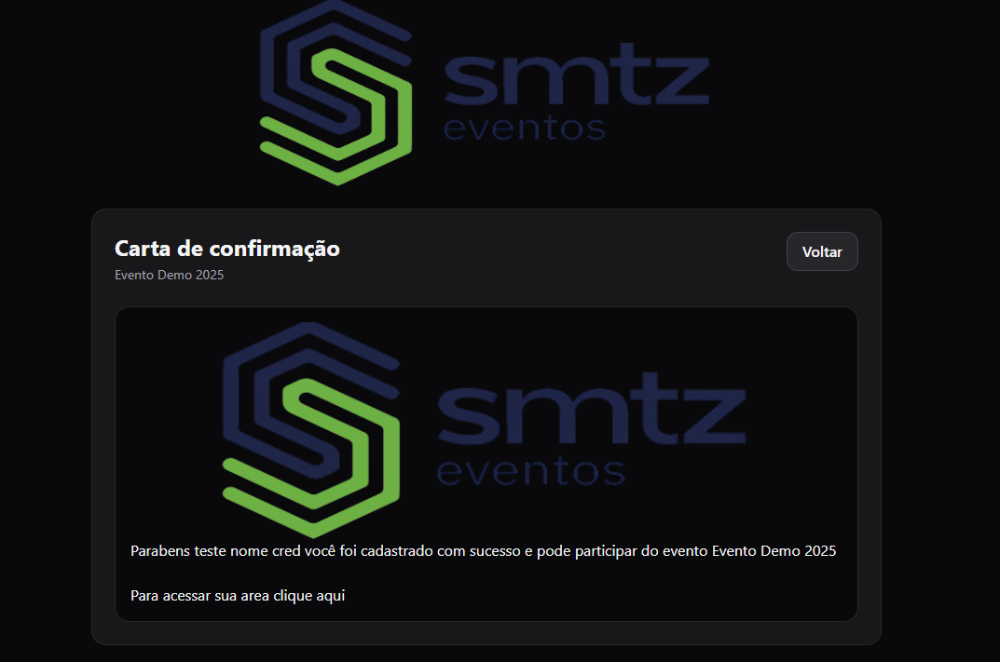 smtz
eventos
Carta de confirmação
Voltar
Evento Demo 2025
smtz
eventos
Parabens teste nome cred você foi cadastrado com sucesso e pode participar do evento Evento Demo 2025
Para acessar sua area clique aqui